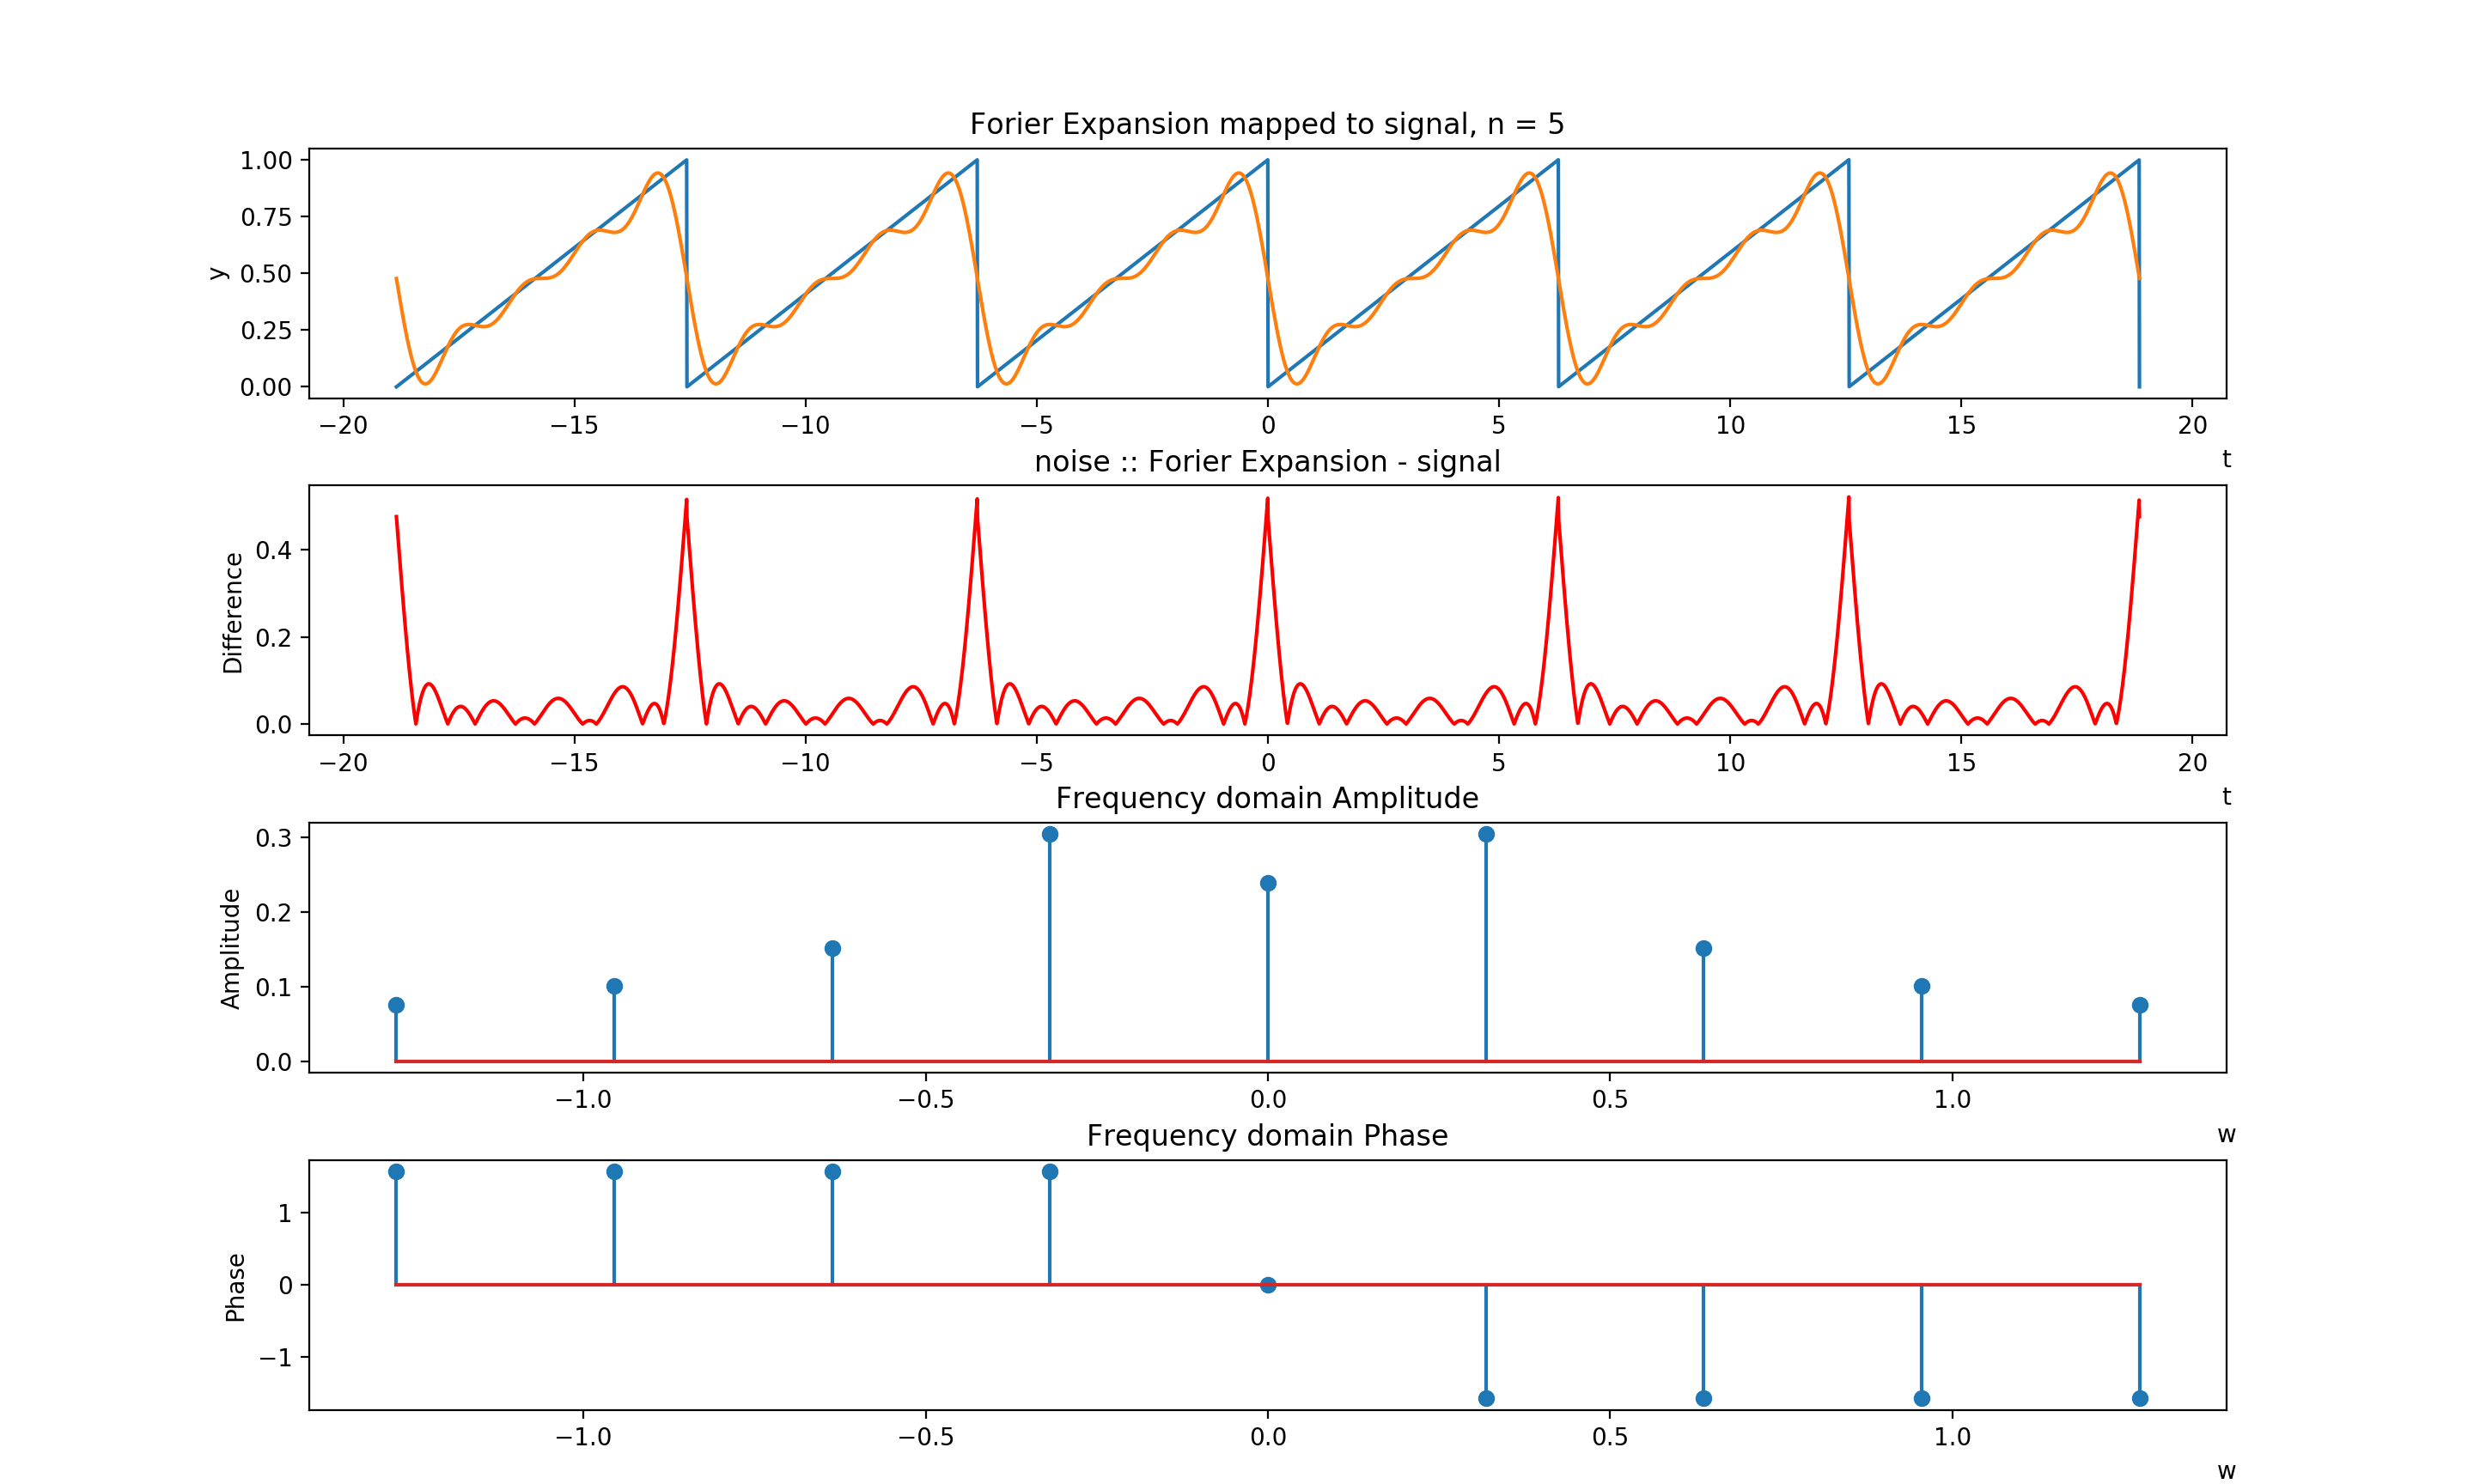 Forier Expansion mapped to signal, n = 5
1.00
0.75
0.50
0.25
0.00
y
−20 −15 −10 −5 0 5 10 15 20
t
noise :: Forier Expansion - signal
0.4
0.2
0.0
Difference
−20 −15 −10 −5 0 5 10 15 20
t
Frequency domain Amplitude
0.3
0.2
0.1
0.0
Amplitude
−1.0 −0.5 0.0 0.5 1.0
w
Frequency domain Phase
1
0
−1
Phase
−1.0 −0.5 0.0 0.5 1.0
w